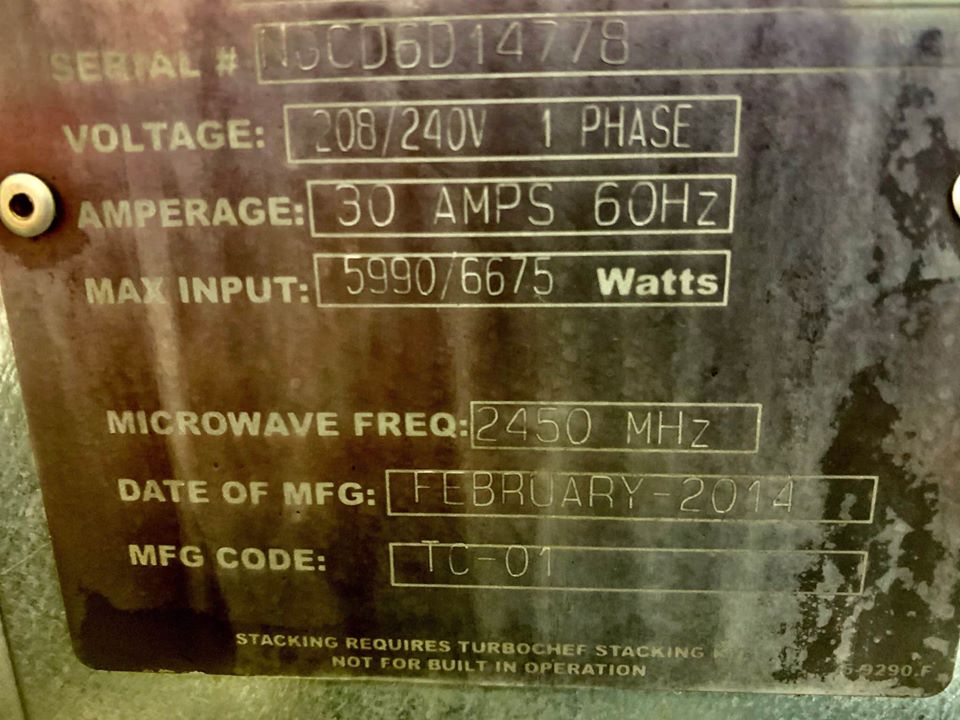 SERIAL # NGCD6D14778
VOLTAGE: 208/240V 1 PHASE
AMPERAGE: 30 AMPS 60Hz
MAX INPUT: 5990/6675 Watts
MICROWAVE FREQ: 2450 MHz
DATE OF MFG: FEBRUARY-2014
MFG CODE: TC-01
STACKING REQUIRES TURBOCHEF STACKING
NOT FOR BUILT IN OPERATION